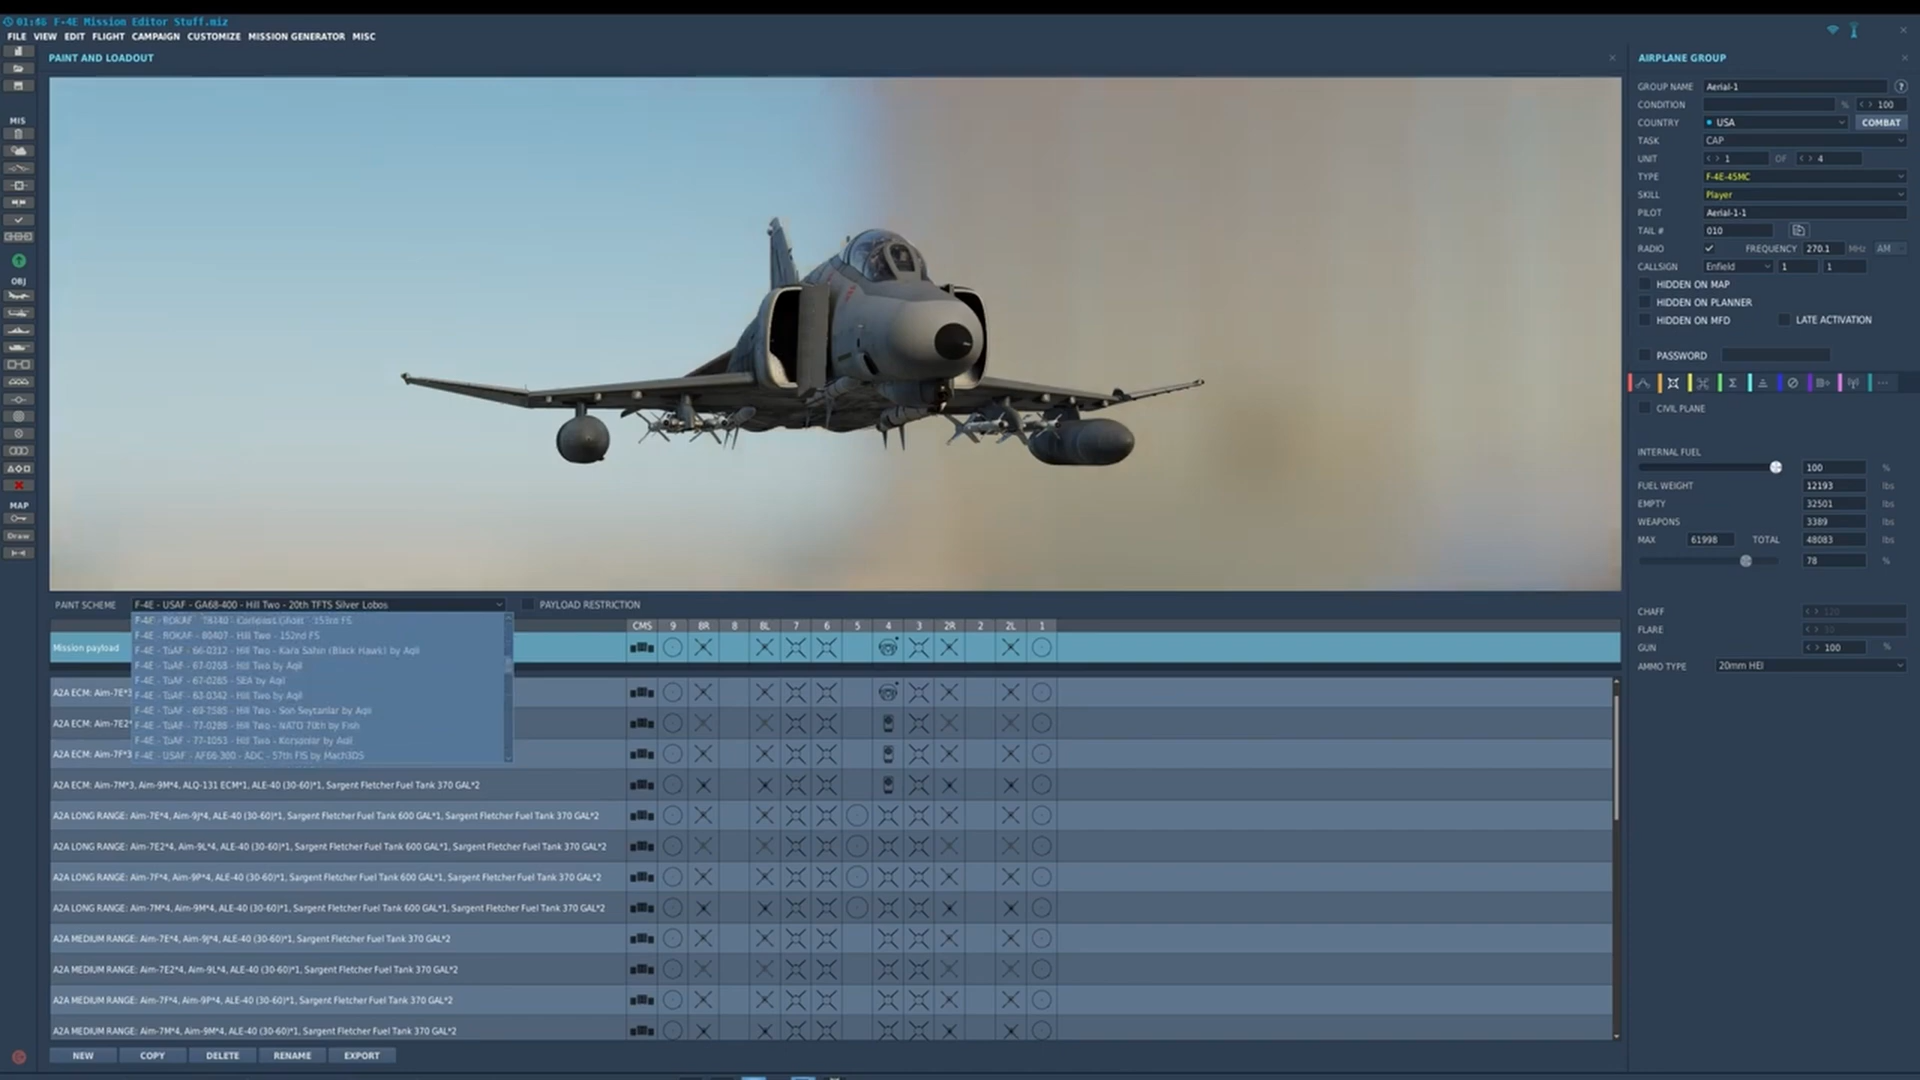 01:46 F-4E Mission Editor Stuff.miz
FILE VIEW EDIT FLIGHT CAMPAIGN CUSTOMIZE MISSION GENERATOR MISC
PAINT AND LOADOUT
MIS
OBJ
MAP
Draw
PAINT SCHEME F-4E - USAF - GA68-400 - Hill Two - 20th TFTS Silver Lobos
PAYLOAD RESTRICTION
F-4E - ROKAF - 80407 - Hill Two - 152nd FS
F-4E - TuAF - 66-0312 - Hill Two - Kara Sahin (Black Hawk) by Aqil
F-4E - TuAF - 67-0268 - Hill Two by Aqil
F-4E - TuAF - 67-0285 - SEA by Aqil
F-4E - TuAF - 63-0342 - Hill Two by Aqil
F-4E - TuAF - 69-7585 - Hill Two - Son Seytanlar by Aqil
F-4E - TuAF - 77-0288 - Hill Two - NATO 70th by Fish
F-4E - TuAF - 77-1053 - Hill Two - Korsanlar by Aqil
F-4E - USAF - AF66-300 - ADC - 57th FIS by Mach3DS
CMS 9 8R 8 8L 7 6 5 4 3 2R 2 2L 1
Mission payload
A2A ECM: Aim-7E*3
A2A ECM: Aim-7E2*
A2A ECM: Aim-7F*3
A2A ECM: Aim-7M*3, Aim-9M*4, ALQ-131 ECM*1, ALE-40 (30-60)*1, Sargent Fletcher Fuel Tank 370 GAL*2
A2A LONG RANGE: Aim-7E*4, Aim-9J*4, ALE-40 (30-60)*1, Sargent Fletcher Fuel Tank 600 GAL*1, Sargent Fletcher Fuel Tank 370 GAL*2
A2A LONG RANGE: Aim-7E2*4, Aim-9L*4, ALE-40 (30-60)*1, Sargent Fletcher Fuel Tank 600 GAL*1, Sargent Fletcher Fuel Tank 370 GAL*2
A2A LONG RANGE: Aim-7F*4, Aim-9P*4, ALE-40 (30-60)*1, Sargent Fletcher Fuel Tank 600 GAL*1, Sargent Fletcher Fuel Tank 370 GAL*2
A2A LONG RANGE: Aim-7M*4, Aim-9M*4, ALE-40 (30-60)*1, Sargent Fletcher Fuel Tank 600 GAL*1, Sargent Fletcher Fuel Tank 370 GAL*2
A2A MEDIUM RANGE: Aim-7E*4, Aim-9J*4, ALE-40 (30-60)*1, Sargent Fletcher Fuel Tank 370 GAL*2
A2A MEDIUM RANGE: Aim-7E2*4, Aim-9L*4, ALE-40 (30-60)*1, Sargent Fletcher Fuel Tank 370 GAL*2
A2A MEDIUM RANGE: Aim-7F*4, Aim-9P*4, ALE-40 (30-60)*1, Sargent Fletcher Fuel Tank 370 GAL*2
A2A MEDIUM RANGE: Aim-7M*4, Aim-9M*4, ALE-40 (30-60)*1, Sargent Fletcher Fuel Tank 370 GAL*2
NEW COPY DELETE RENAME EXPORT
AIRPLANE GROUP
GROUP NAME Aerial-1 ?
CONDITION % < > 100
COUNTRY USA COMBAT
TASK CAP
UNIT < > 1 OF < > 4
TYPE F-4E-45MC
SKILL Player
PILOT Aerial-1-1
TAIL # 010
RADIO FREQUENCY 270.1 MHz AM
CALLSIGN Enfield 1 1
HIDDEN ON MAP
HIDDEN ON PLANNER
HIDDEN ON MFD LATE ACTIVATION
PASSWORD
CIVIL PLANE
INTERNAL FUEL
100 %
FUEL WEIGHT 12193 lbs
EMPTY 32501 lbs
WEAPONS 3389 lbs
MAX 61998 TOTAL 48083 lbs
78 %
CHAFF < > 120
FLARE < > 30
GUN < > 100 %
AMMO TYPE 20mm HEI